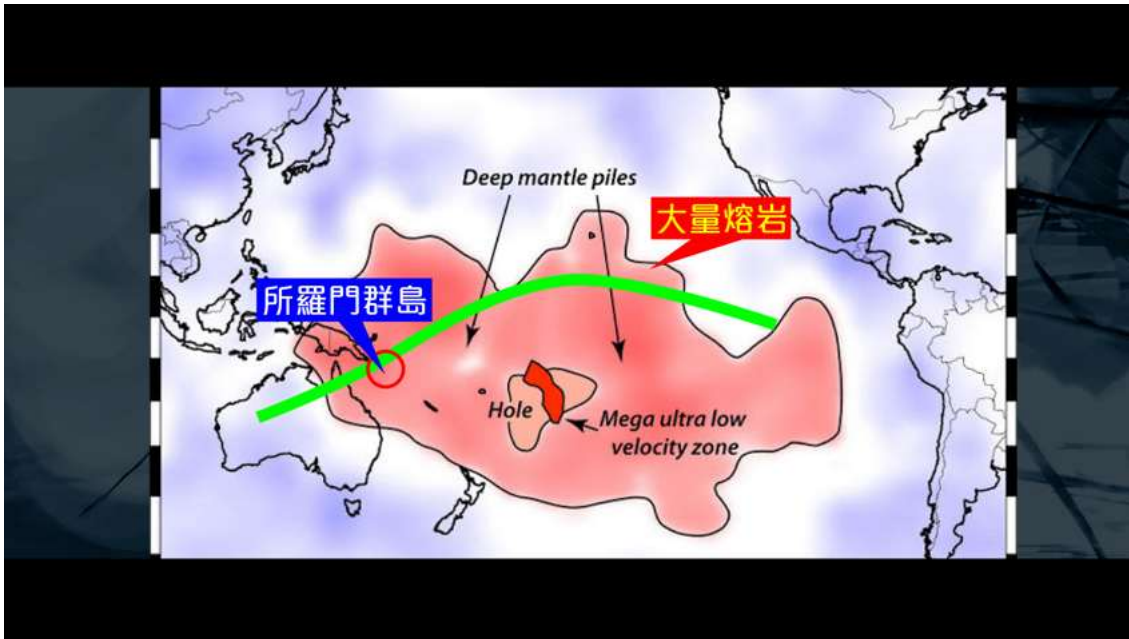 Deep mantle piles
大量熔岩
所羅門群島
Hole
Mega ultra low
velocity zone